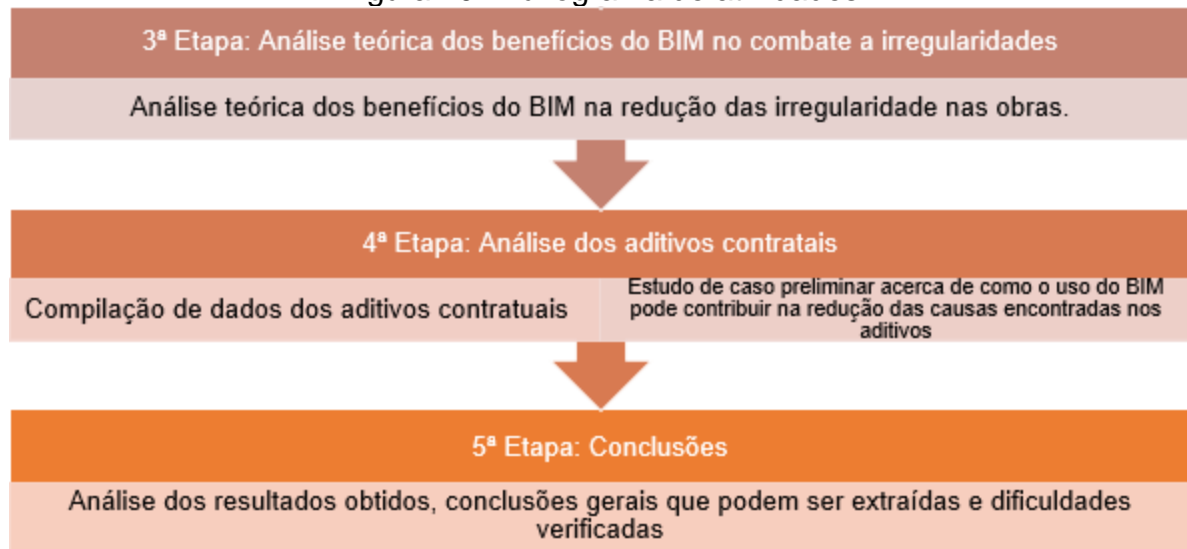 3ª Etapa: Análise teórica dos benefícios do BIM no combate a irregularidades
Análise teórica dos benefícios do BIM na redução das irregularidade nas obras.
4ª Etapa: Análise dos aditivos contratais
Compilação de dados dos aditivos contratuais
Estudo de caso preliminar acerca de como o uso do BIM
pode contribuir na redução das causas encontradas nos
aditivos
5ª Etapa: Conclusões
Análise dos resultados obtidos, conclusões gerais que podem ser extraídas e dificuldades
verificadas